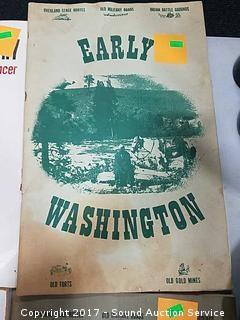 OVERLAND STAGE ROUTES
OLD MILITARY ROADS
INDIAN BATTLE GROUNDS
EARLY
WASHINGTON
OLD FORTS
OLD GOLD MINES
ncer
Copyright 2017 - Sound Auction Service